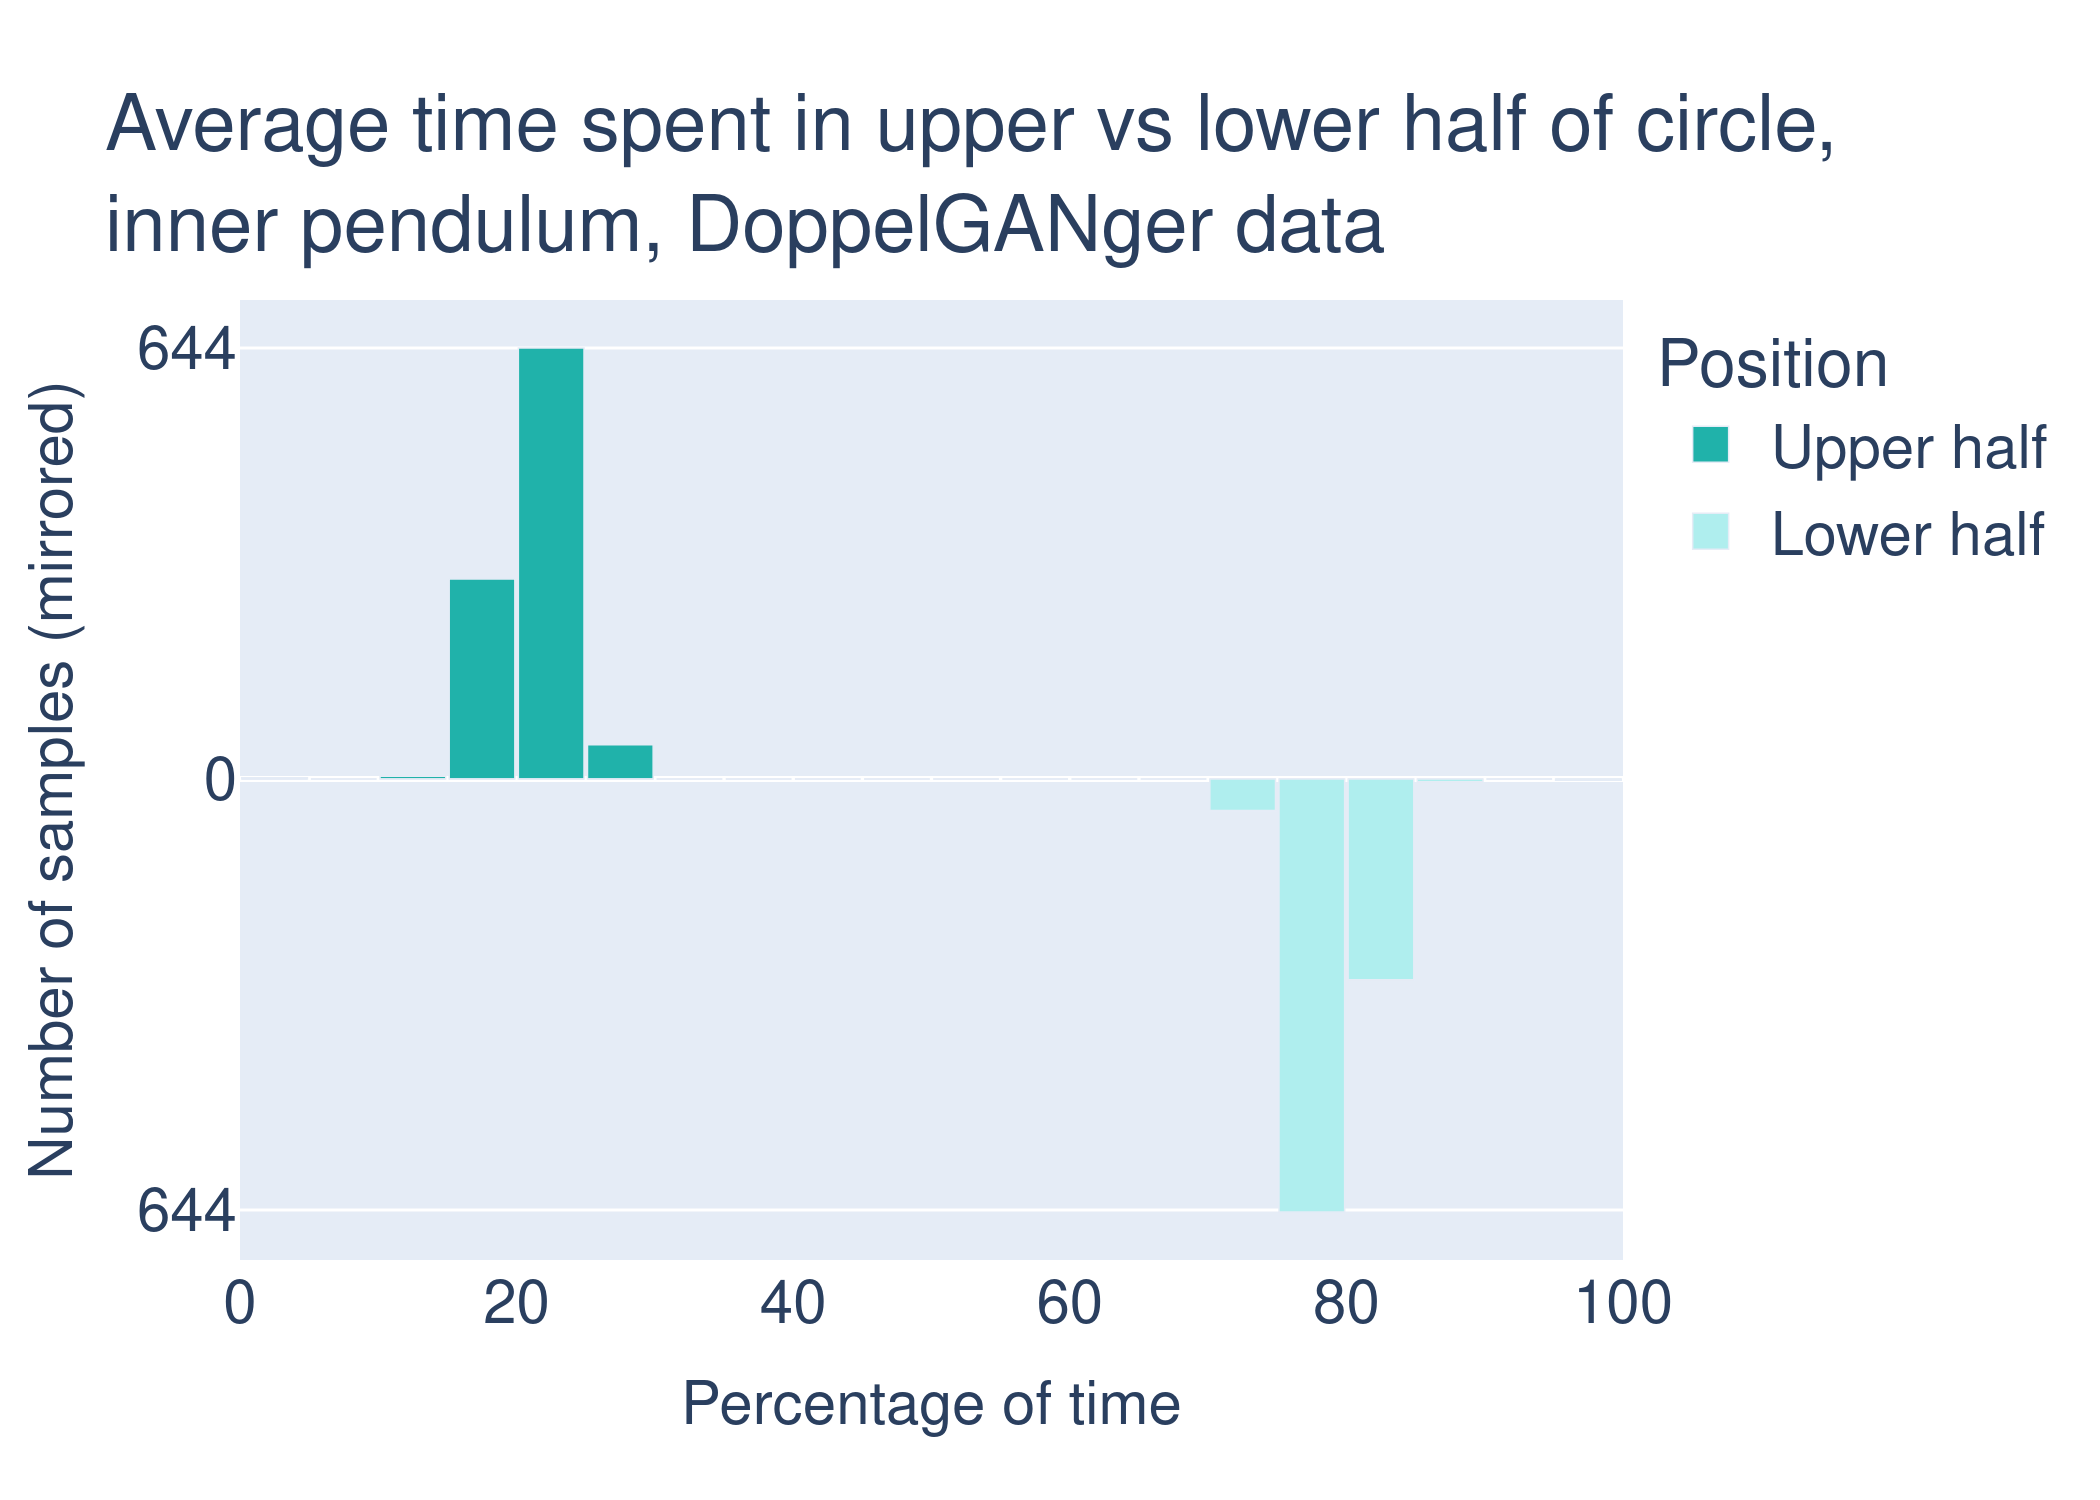 Average time spent in upper vs lower half of circle,
inner pendulum, DoppelGANger data
Number of samples (mirrored)
644
0
644
0 20 40 60 80 100
Percentage of time
Position
Upper half
Lower half